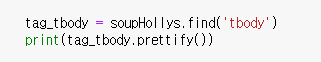 tag_tbody = soupHollys.find('tbody')
print(tag_tbody.prettify())